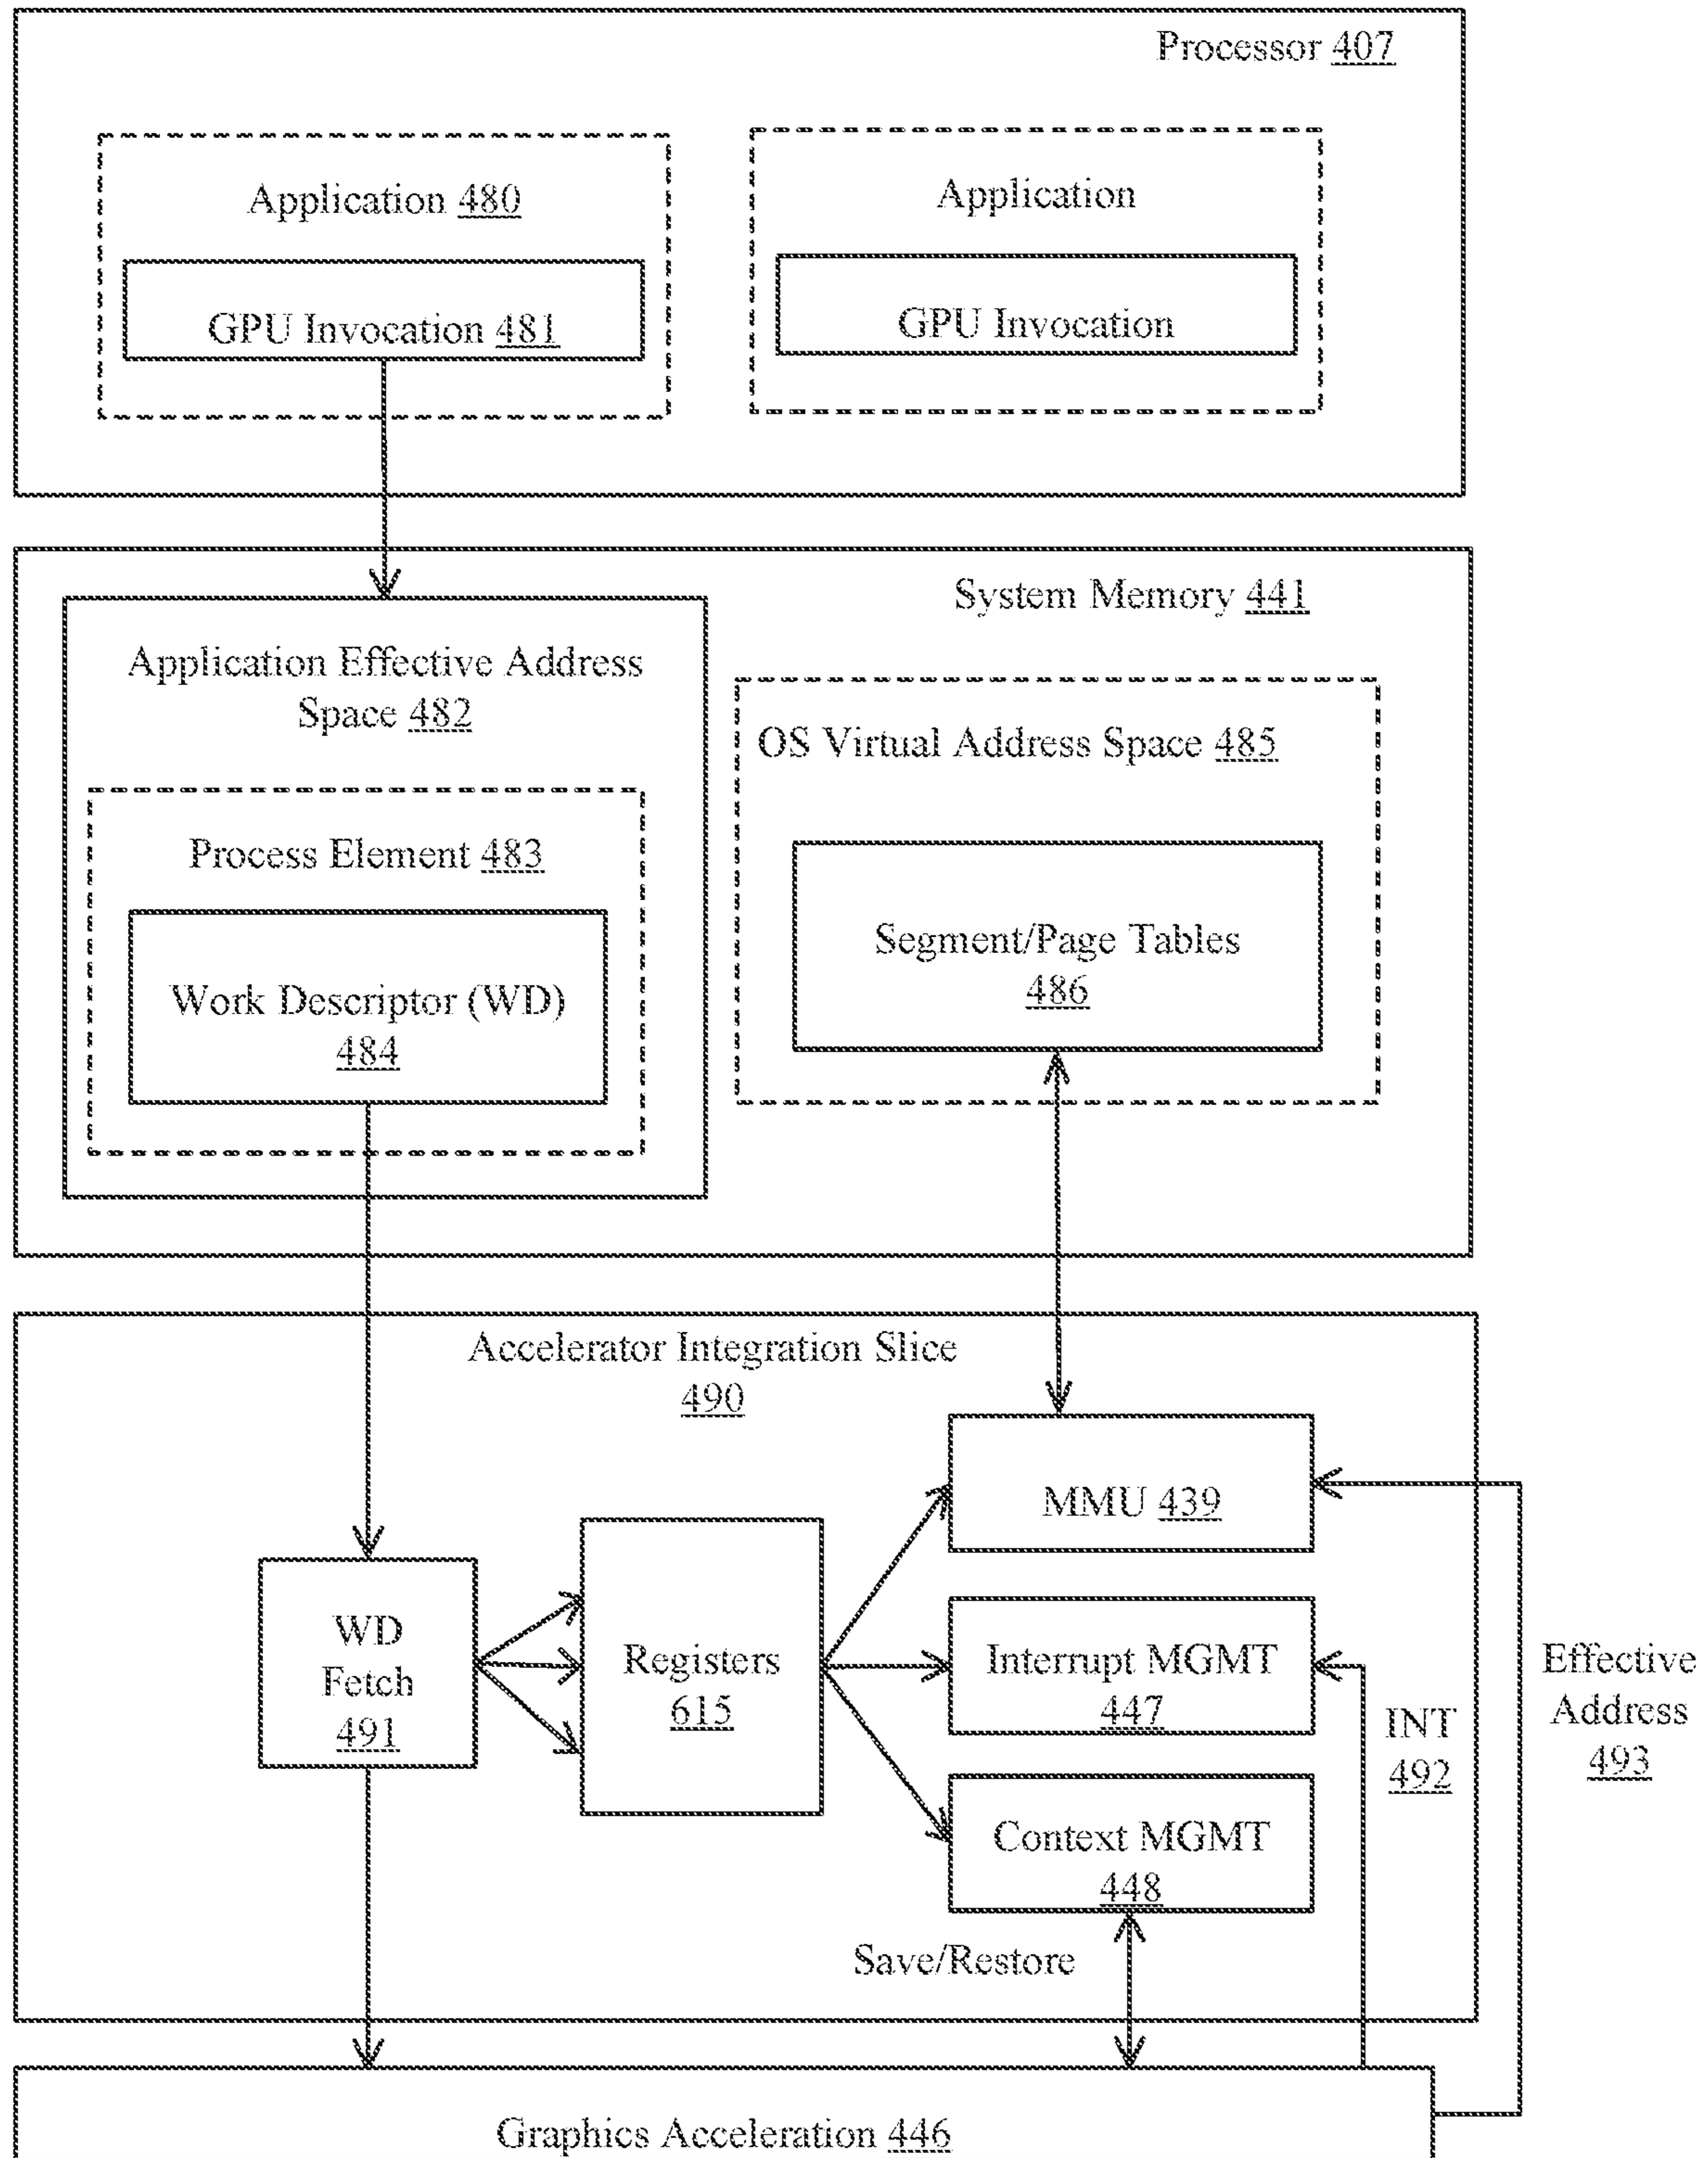 Processor 407
Application 480
Application
GPU Invocation 481
GPU Invocation
System Memory 441
Application Effective Address
Space 482
OS Virtual Address Space 485
Process Element 483
Segment/Page Tables
486
Work Descriptor (WD)
484
Accelerator Integration Slice
490
MMU 439
WD
Fetch
491
Registers
615
Interrupt MGMT
447
INT
492
Effective
Address
493
Context MGMT
448
Save/Restore
Graphics Acceleration 446